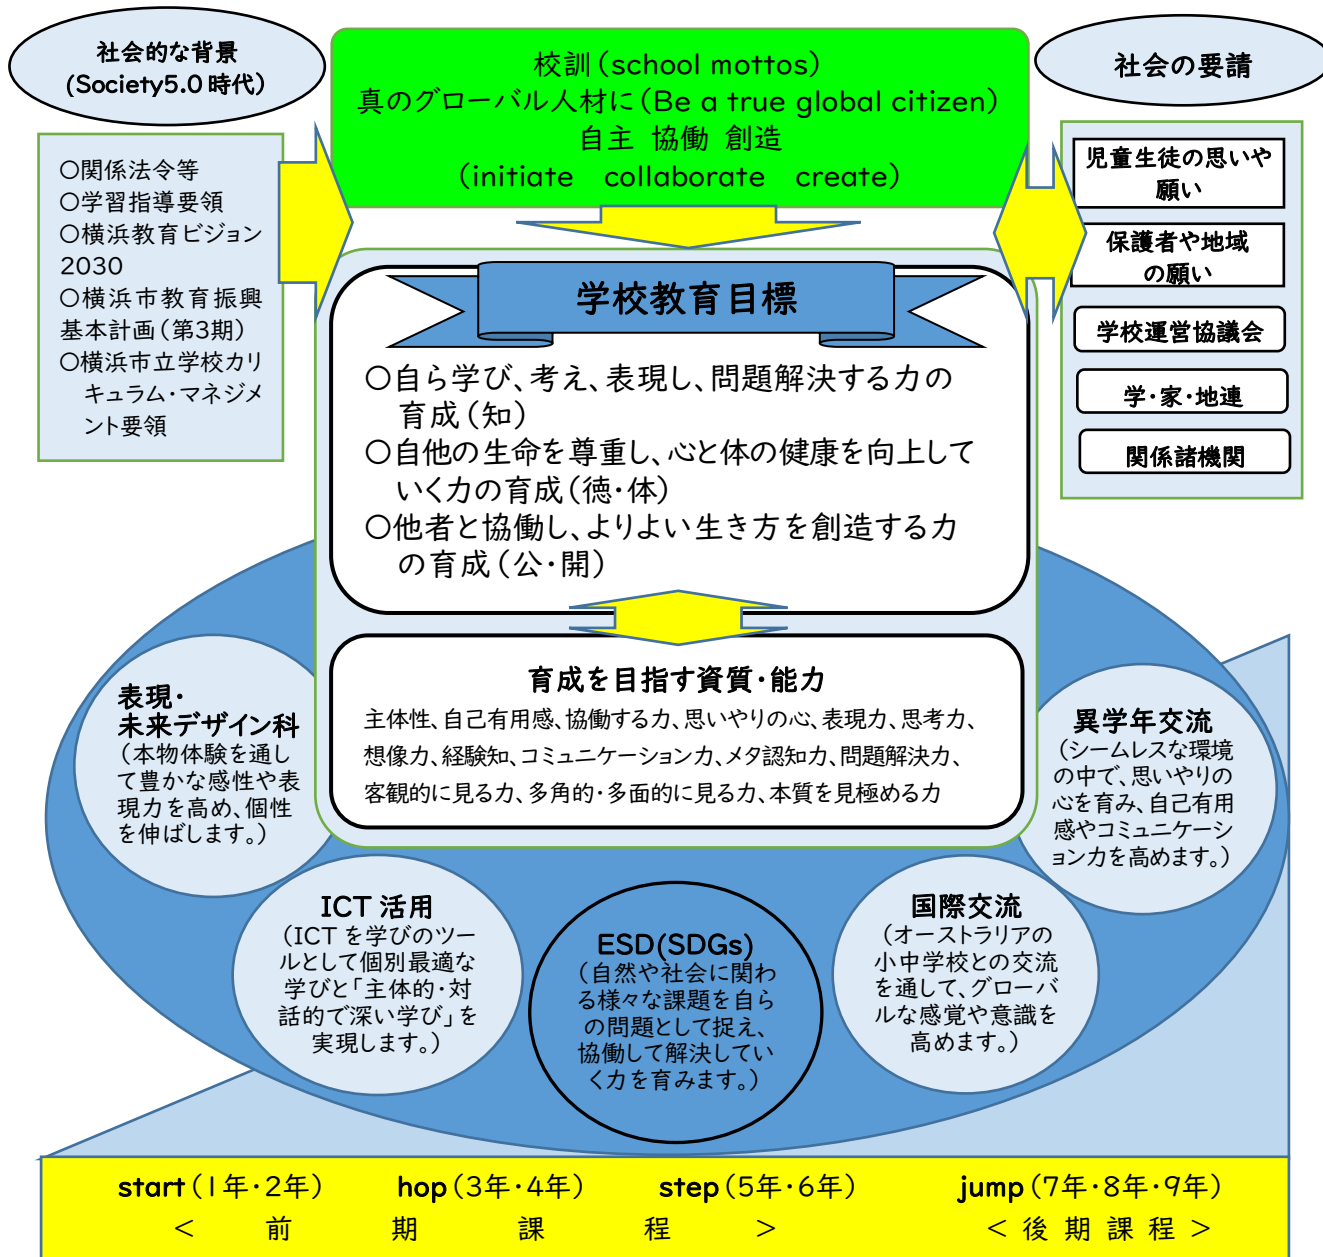 社会的な背景
(Society5.0時代)
校訓(school mottos)
真のグローバル人材に(Be a true global citizen)
自主 協働 創造
(initiate collaborate create)
社会の要請
〇関係法令等
〇学習指導要領
〇横浜教育ビジョン
2030
〇横浜市教育振興
基本計画(第3期)
〇横浜市立学校カリ
キュラム・マネジメ
ント要領
児童生徒の思いや
願い
保護者や地域
の願い
学校運営協議会
学・家・地連
関係諸機関
学校教育目標
〇自ら学び、考え、表現し、問題解決する力の
育成(知)
〇自他の生命を尊重し、心と体の健康を向上して
いく力の育成(徳・体)
〇他者と協働し、よりよい生き方を創造する力
の育成(公・開)
育成を目指す資質・能力
主体性、自己有用感、協働する力、思いやりの心、表現力、思考力、
想像力、経験知、コミュニケーション力、メタ認知力、問題解決力、
客観的に見る力、多角的・多面的に見る力、本質を見極める力
表現・
未来デザイン科
(本物体験を通し
て豊かな感性や表
現力を高め、個性
を伸ばします。)
ICT活用
(ICTを学びのツー
ルとして個別最適な
学びと「主体的・対
話的で深い学び」を
実現します。)
ESD(SDGs)
(自然や社会に関わ
る様々な課題を自ら
の問題として捉え、
協働して解決してい
く力を育みます。)
国際交流
(オーストラリアの
小中学校との交流
を通して、グローバ
ルな感覚や意識を
高めます。)
異学年交流
(シームレスな環境
の中で、思いやりの
心を育み、自己有用
感やコミュニケーシ
ョン力を高めます。)
start(1年・2年) hop(3年・4年) step(5年・6年) jump(7年・8年・9年)
< 前 期 課 程 > < 後 期 課 程 >